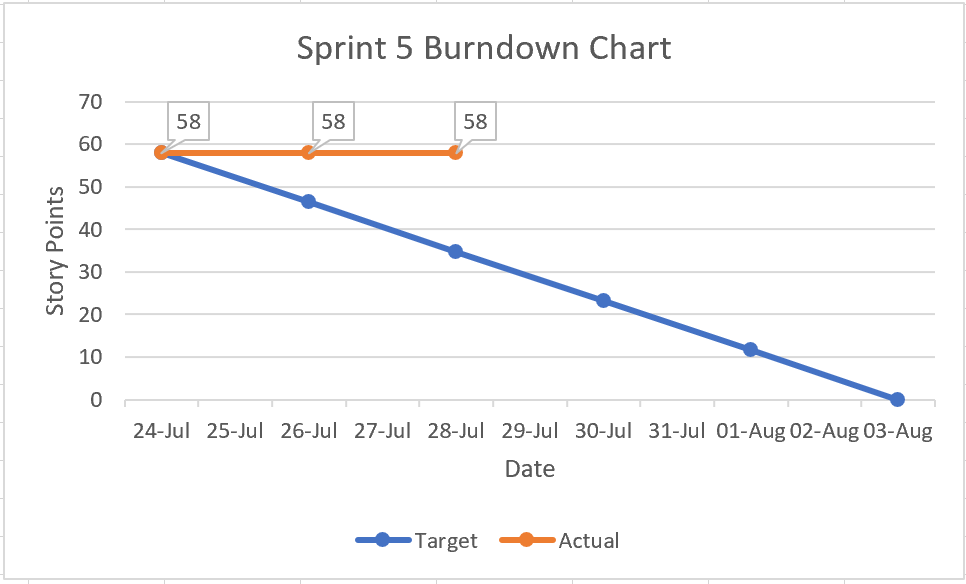 Sprint 5 Burndown Chart
70
60
50
40
30
20
10
0
58 58 58
Story Points
24-Jul 25-Jul 26-Jul 27-Jul 28-Jul 29-Jul 30-Jul 31-Jul 01-Aug 02-Aug 03-Aug
Date
Target Actual